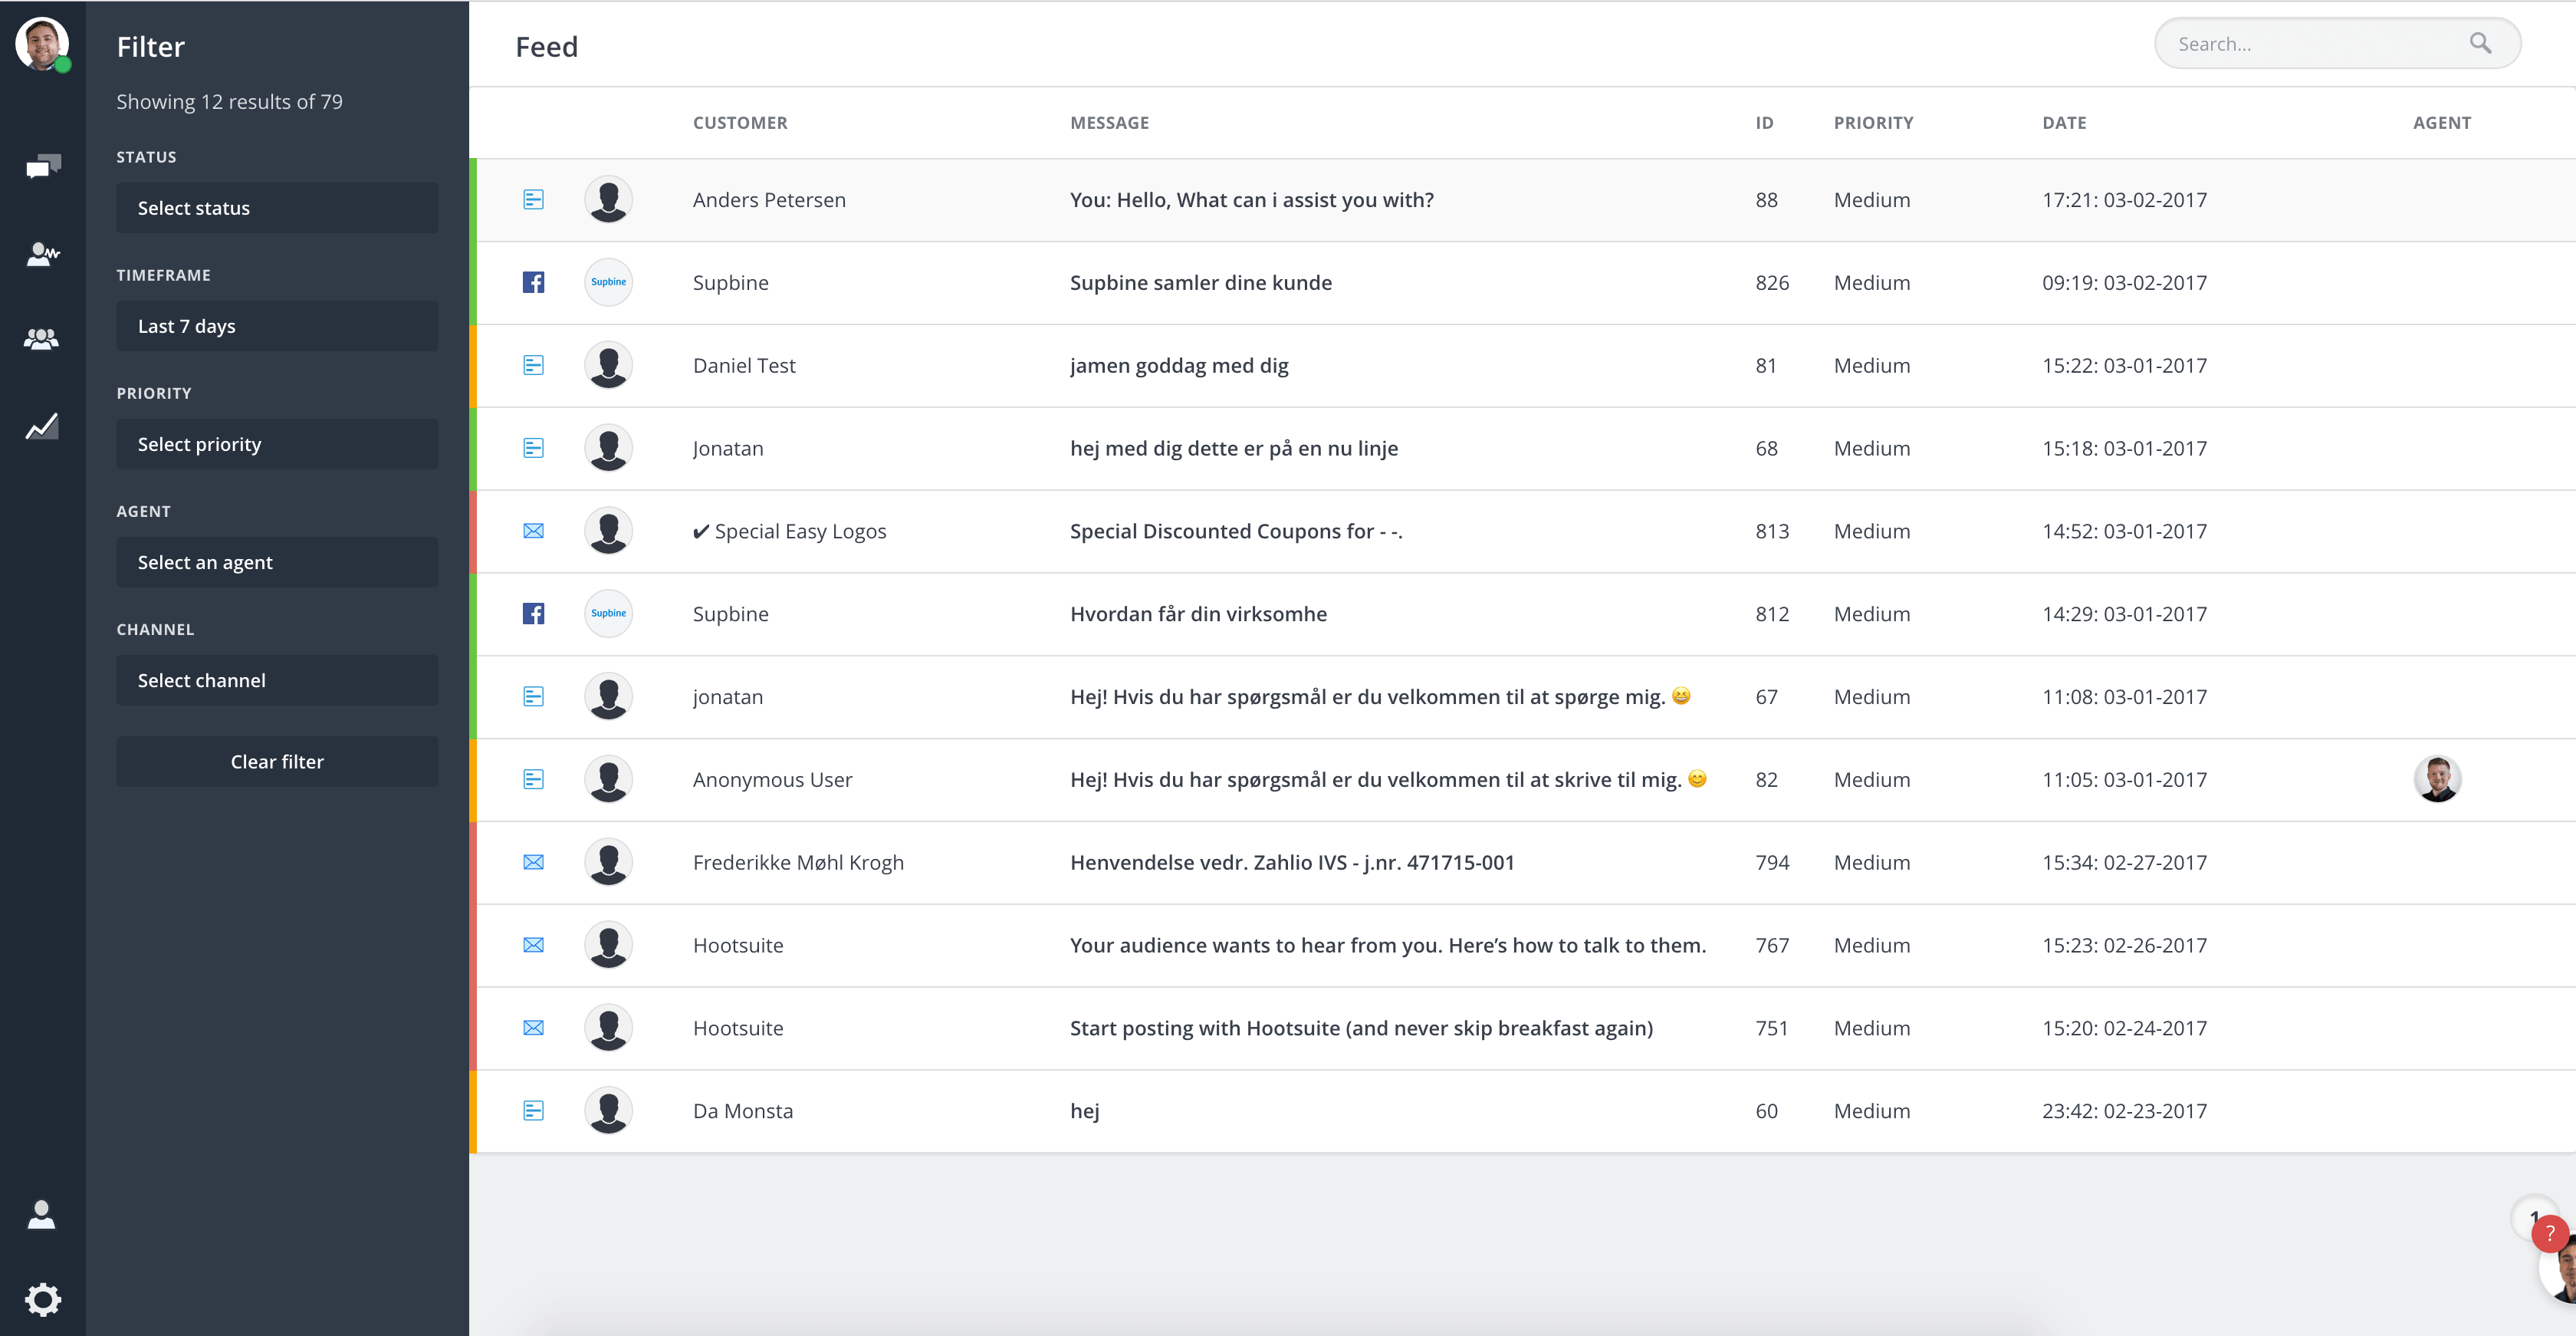 Filter
Showing 12 results of 79
STATUS
Select status
TIMEFRAME
Last 7 days
PRIORITY
Select priority
AGENT
Select an agent
CHANNEL
Select channel
Clear filter
Feed
Search...
CUSTOMER MESSAGE ID PRIORITY DATE AGENT
Anders Petersen You: Hello, What can i assist you with? 88 Medium 17:21: 03-02-2017
Supbine Supbine Supbine samler dine kunde 826 Medium 09:19: 03-02-2017
Daniel Test jamen goddag med dig 81 Medium 15:22: 03-01-2017
Jonatan hej med dig dette er på en nu linje 68 Medium 15:18: 03-01-2017
✔ Special Easy Logos Special Discounted Coupons for - -. 813 Medium 14:52: 03-01-2017
Supbine Supbine Hvordan får din virksomhe 812 Medium 14:29: 03-01-2017
jonatan Hej! Hvis du har spørgsmål er du velkommen til at spørge mig. 😆 67 Medium 11:08: 03-01-2017
Anonymous User Hej! Hvis du har spørgsmål er du velkommen til at skrive til mig. 😊 82 Medium 11:05: 03-01-2017
Frederikke Møhl Krogh Henvendelse vedr. Zahlio IVS - j.nr. 471715-001 794 Medium 15:34: 02-27-2017
Hootsuite Your audience wants to hear from you. Here’s how to talk to them. 767 Medium 15:23: 02-26-2017
Hootsuite Start posting with Hootsuite (and never skip breakfast again) 751 Medium 15:20: 02-24-2017
Da Monsta hej 60 Medium 23:42: 02-23-2017
1
?